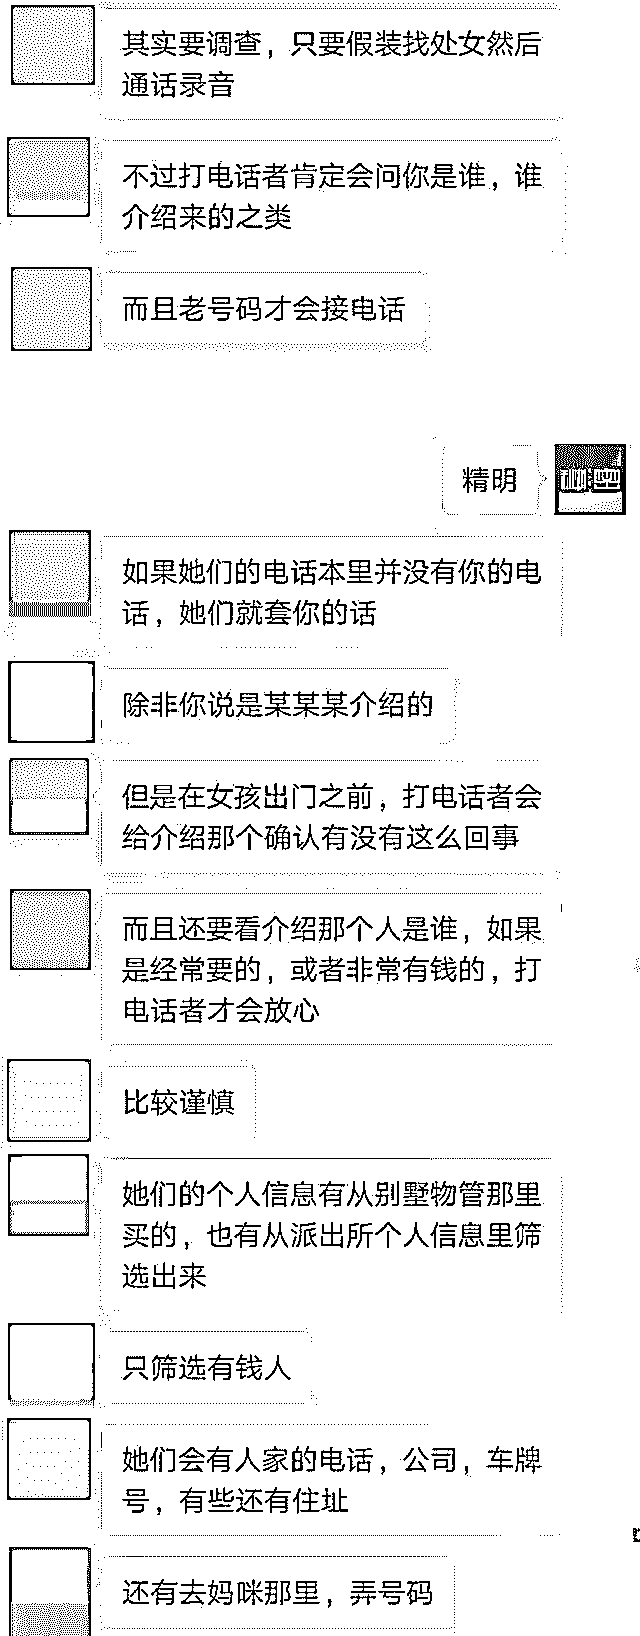 其实要调查，只要假装找处女然后
通话录音
不过打电话者肯定会问你是谁，谁
介绍来的之类
而且老号码才会接电话
精明
如果她们的电话本里并没有你的电
话，她们就套你的话
除非你说是某某某介绍的
但是在女孩出门之前，打电话者会
给介绍那个确认有没有这么回事
而且还要看介绍那个人是谁，如果
是经常要的，或者非常有钱的，打
电话者才会放心
比较谨慎
她们的个人信息有从别墅物管那里
买的，也有从派出所个人信息里筛
选出来
只筛选有钱人
她们会有人家的电话，公司，车牌
号，有些还有住址
还有去妈咪那里，弄号码